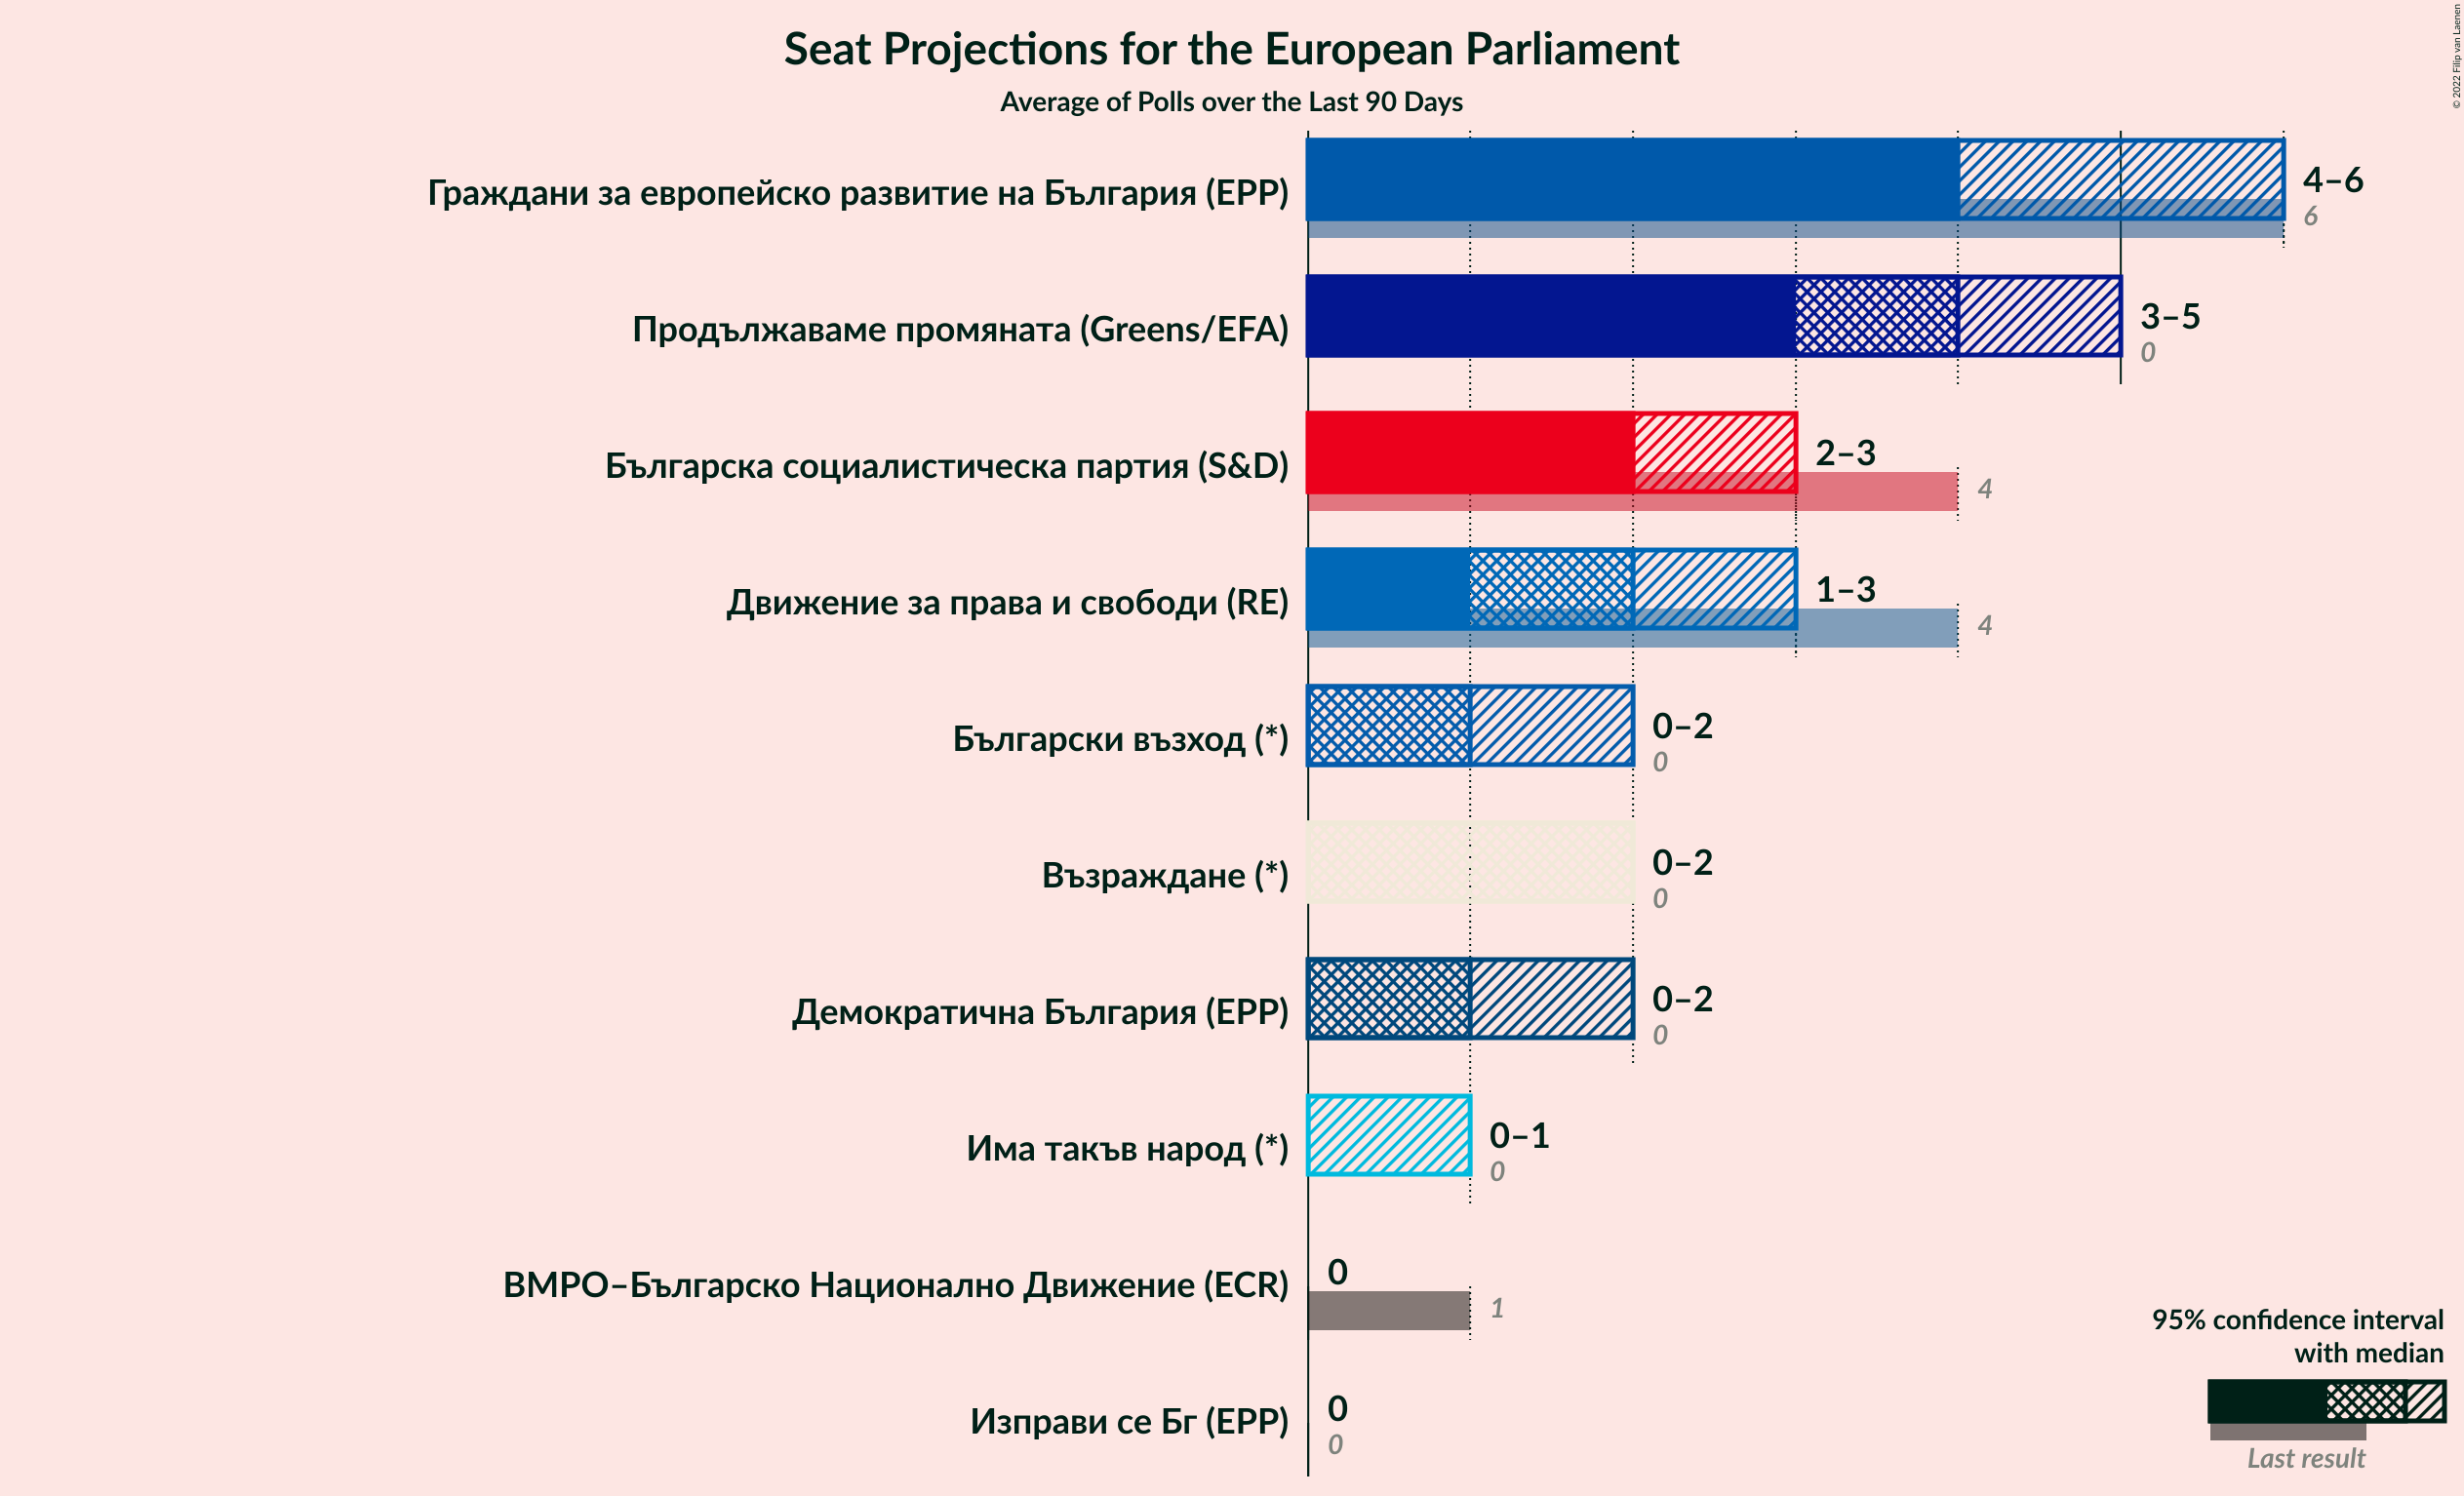 Seat Projections for the European Parliament
Average of Polls over the Last 90 Days
© 2022 Filip van Laenen
Граждани за европейско развитие на България (EPP)
4–6
6
Продължаваме промяната (Greens/EFA)
3–5
0
Българска социалистическа партия (S&D)
2–3
4
Движение за права и свободи (RE)
1–3
4
Български възход (*)
0–2
0
Възраждане (*)
0–2
0
Демократична България (EPP)
0–2
0
Има такъв народ (*)
0–1
0
ВМРО–Българско Национално Движение (ECR)
0
1
Изправи се Бг (EPP)
0
0
95% confidence interval
with median
Last result